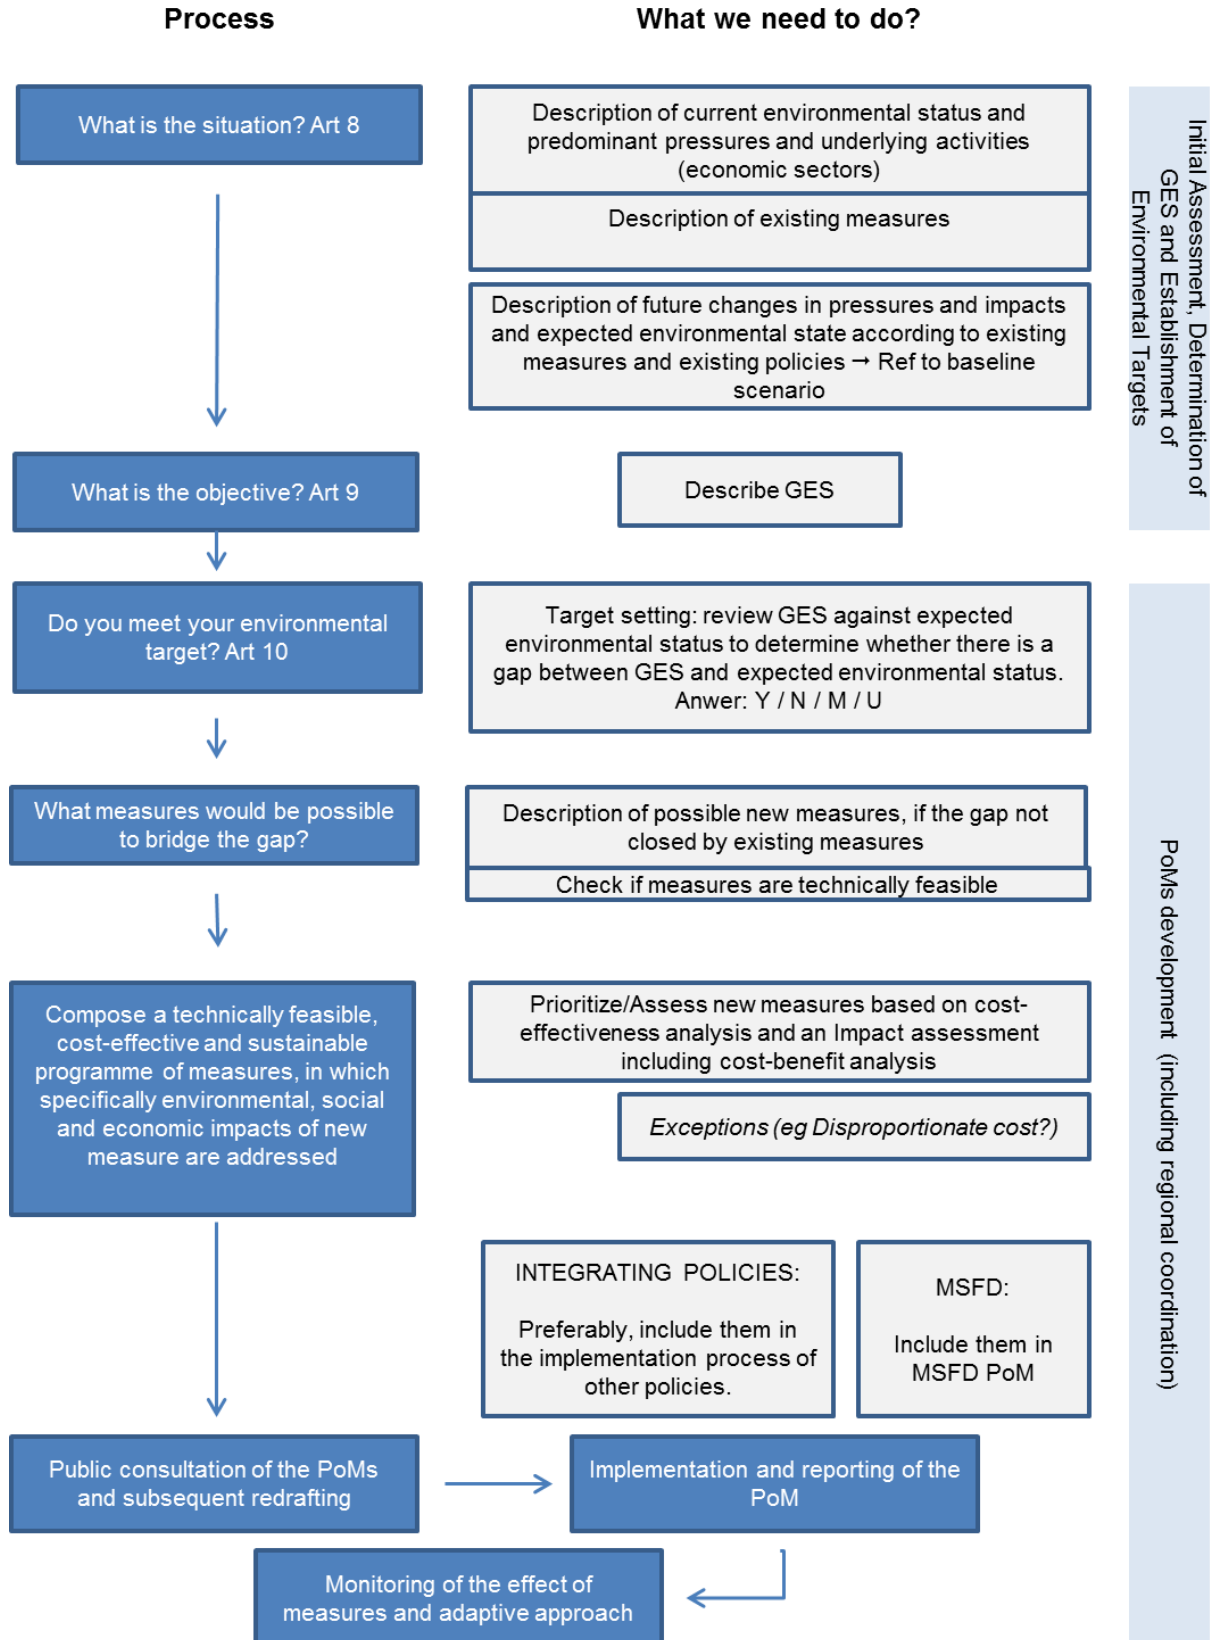 Process
What we need to do?
What is the situation? Art 8
Description of current environmental status and
predominant pressures and underlying activities
(economic sectors)
Description of existing measures
Description of future changes in pressures and impacts
and expected environmental state according to existing
measures and existing policies → Ref to baseline
scenario
Initial Assessment, Determination of
GES and Establishment of
Environmental Targets
What is the objective? Art 9
Describe GES
Do you meet your environmental
target? Art 10
Target setting: review GES against expected
environmental status to determine whether there is a
gap between GES and expected environmental status.
Anwer: Y / N / M / U
What measures would be possible
to bridge the gap?
Description of possible new measures, if the gap not
closed by existing measures
Check if measures are technically feasible
Compose a technically feasible,
cost-effective and sustainable
programme of measures, in which
specifically environmental, social
and economic impacts of new
measure are addressed
Prioritize/Assess new measures based on cost-
effectiveness analysis and an Impact assessment
including cost-benefit analysis
Exceptions (eg Disproportionate cost?)
INTEGRATING POLICIES:
Preferably, include them in
the implementation process of
other policies.
MSFD:
Include them in
MSFD PoM
PoMs development (including regional coordination)
Public consultation of the PoMs
and subsequent redrafting
Implementation and reporting of the
PoM
Monitoring of the effect of
measures and adaptive approach